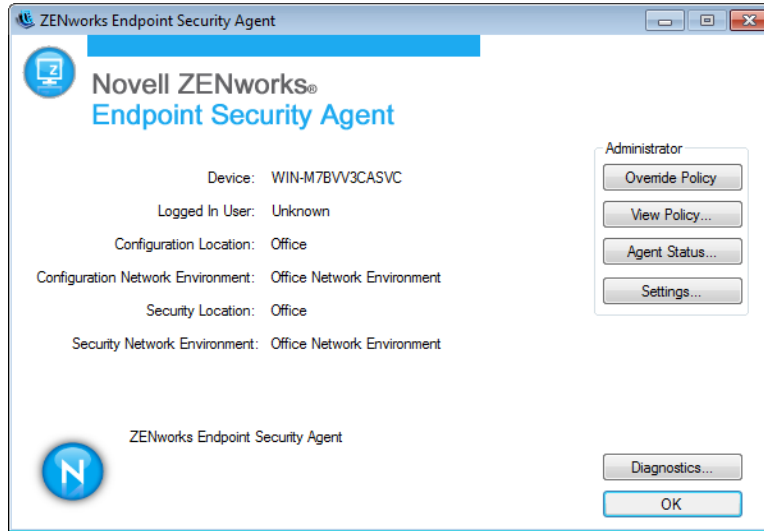 ZENworks Endpoint Security Agent
Z
Novell ZENworks®
Endpoint Security Agent
Device: WIN-M7BVV3CASVC
Logged In User: Unknown
Configuration Location: Office
Configuration Network Environment: Office Network Environment
Security Location: Office
Security Network Environment: Office Network Environment
Administrator
Override Policy
View Policy...
Agent Status...
Settings...
ZENworks Endpoint Security Agent
N
Diagnostics...
OK